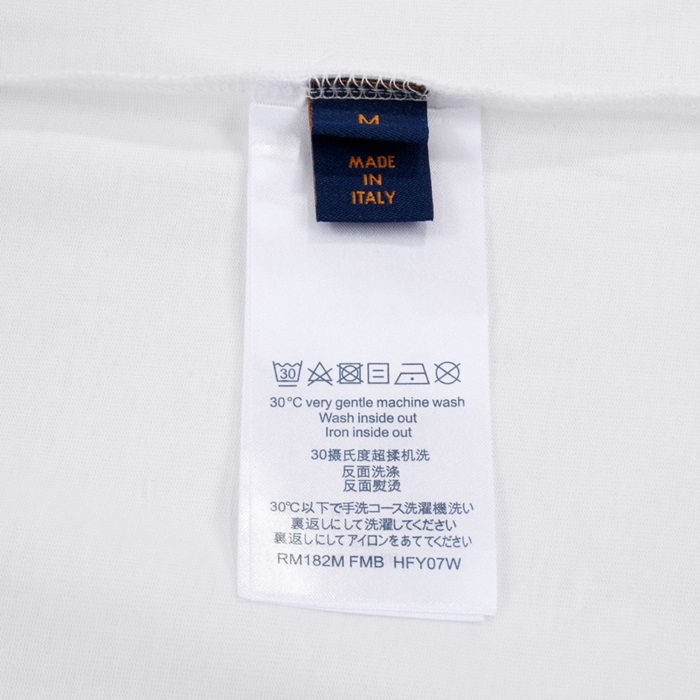 M
MADE
IN
ITALY
30
30°C very gentle machine wash
Wash inside out
Iron inside out
30摄氏度超揉机洗
反面洗涤
反面熨烫
30℃以下で手洗コース洗濯機洗い
裏返しにして洗濯してください
裏返しにしてアイロンをあててください
RM182M FMB HFY07W